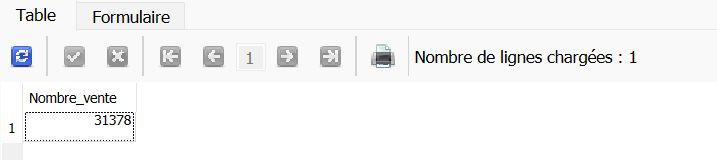 Table Formulaire
1 Nombre de lignes chargées : 1
Nombre_vente
1 31378